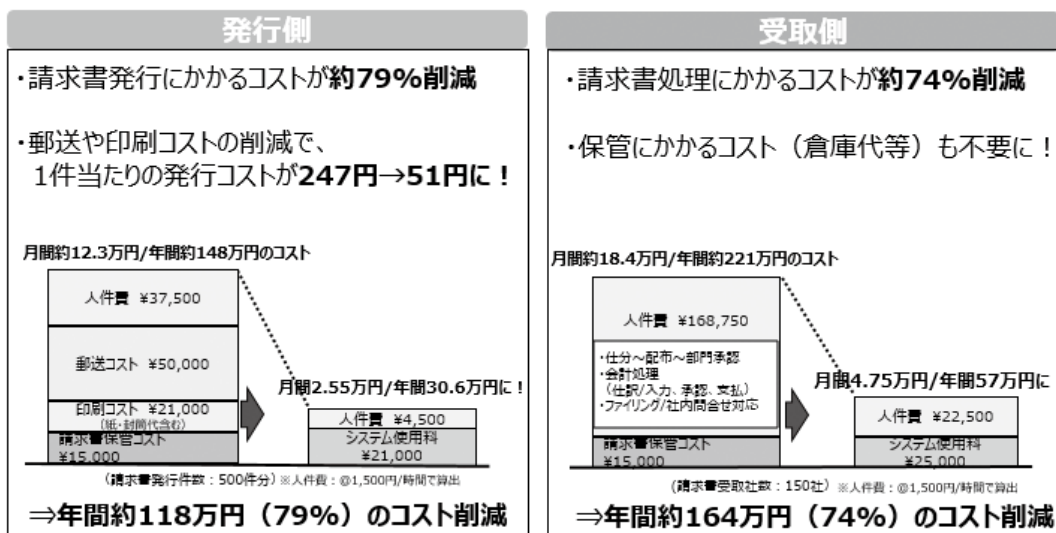 発行側
・請求書発行にかかるコストが約79%削減
・郵送や印刷コストの削減で、
1件当たりの発行コストが247円→51円に！
月間約12.3万円/年間約148万円のコスト
人件費 ¥37,500
郵送コスト ¥50,000
印刷コスト ¥21,000
（紙・封筒代含む）
請求書保管コスト
¥15,000
月間2.55万円/年間30.6万円に！
人件費 ¥4,500
システム使用料
¥21,000
（請求書発行件数：500件分）※人件費：@1,500円/時間で算出
⇒年間約118万円（79%）のコスト削減
受取側
・請求書処理にかかるコストが約74%削減
・保管にかかるコスト（倉庫代等）も不要に！
月間約18.4万円/年間約221万円のコスト
人件費 ¥168,750
・仕分～配布～部門承認
・会計処理
（仕訳/入力、承認、支払）
・ファイリング/社内問合せ対応
請求書保管コスト
¥15,000
月間4.75万円/年間57万円に
人件費 ¥22,500
システム使用料
¥25,000
（請求書受取社数：150社）※人件費：@1,500円/時間で算出
⇒年間約164万円（74%）のコスト削減